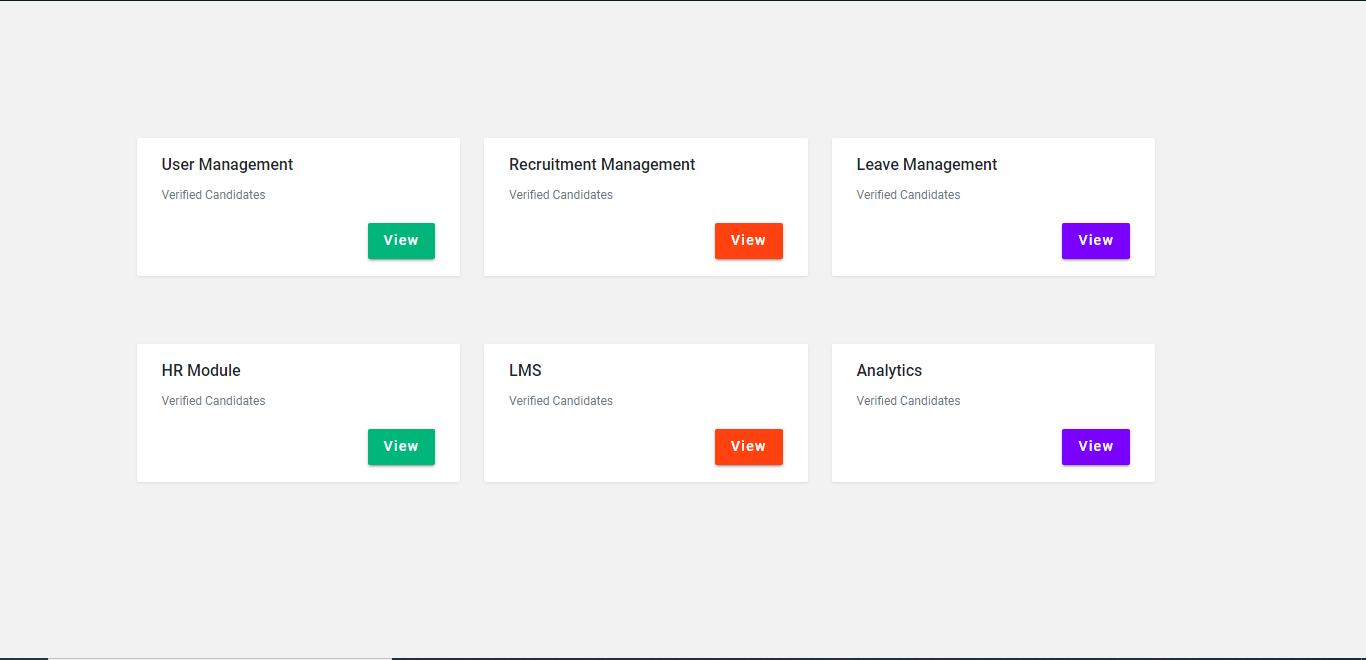 User Management
Verified Candidates
View
Recruitment Management
Verified Candidates
View
Leave Management
Verified Candidates
View
HR Module
Verified Candidates
View
LMS
Verified Candidates
View
Analytics
Verified Candidates
View